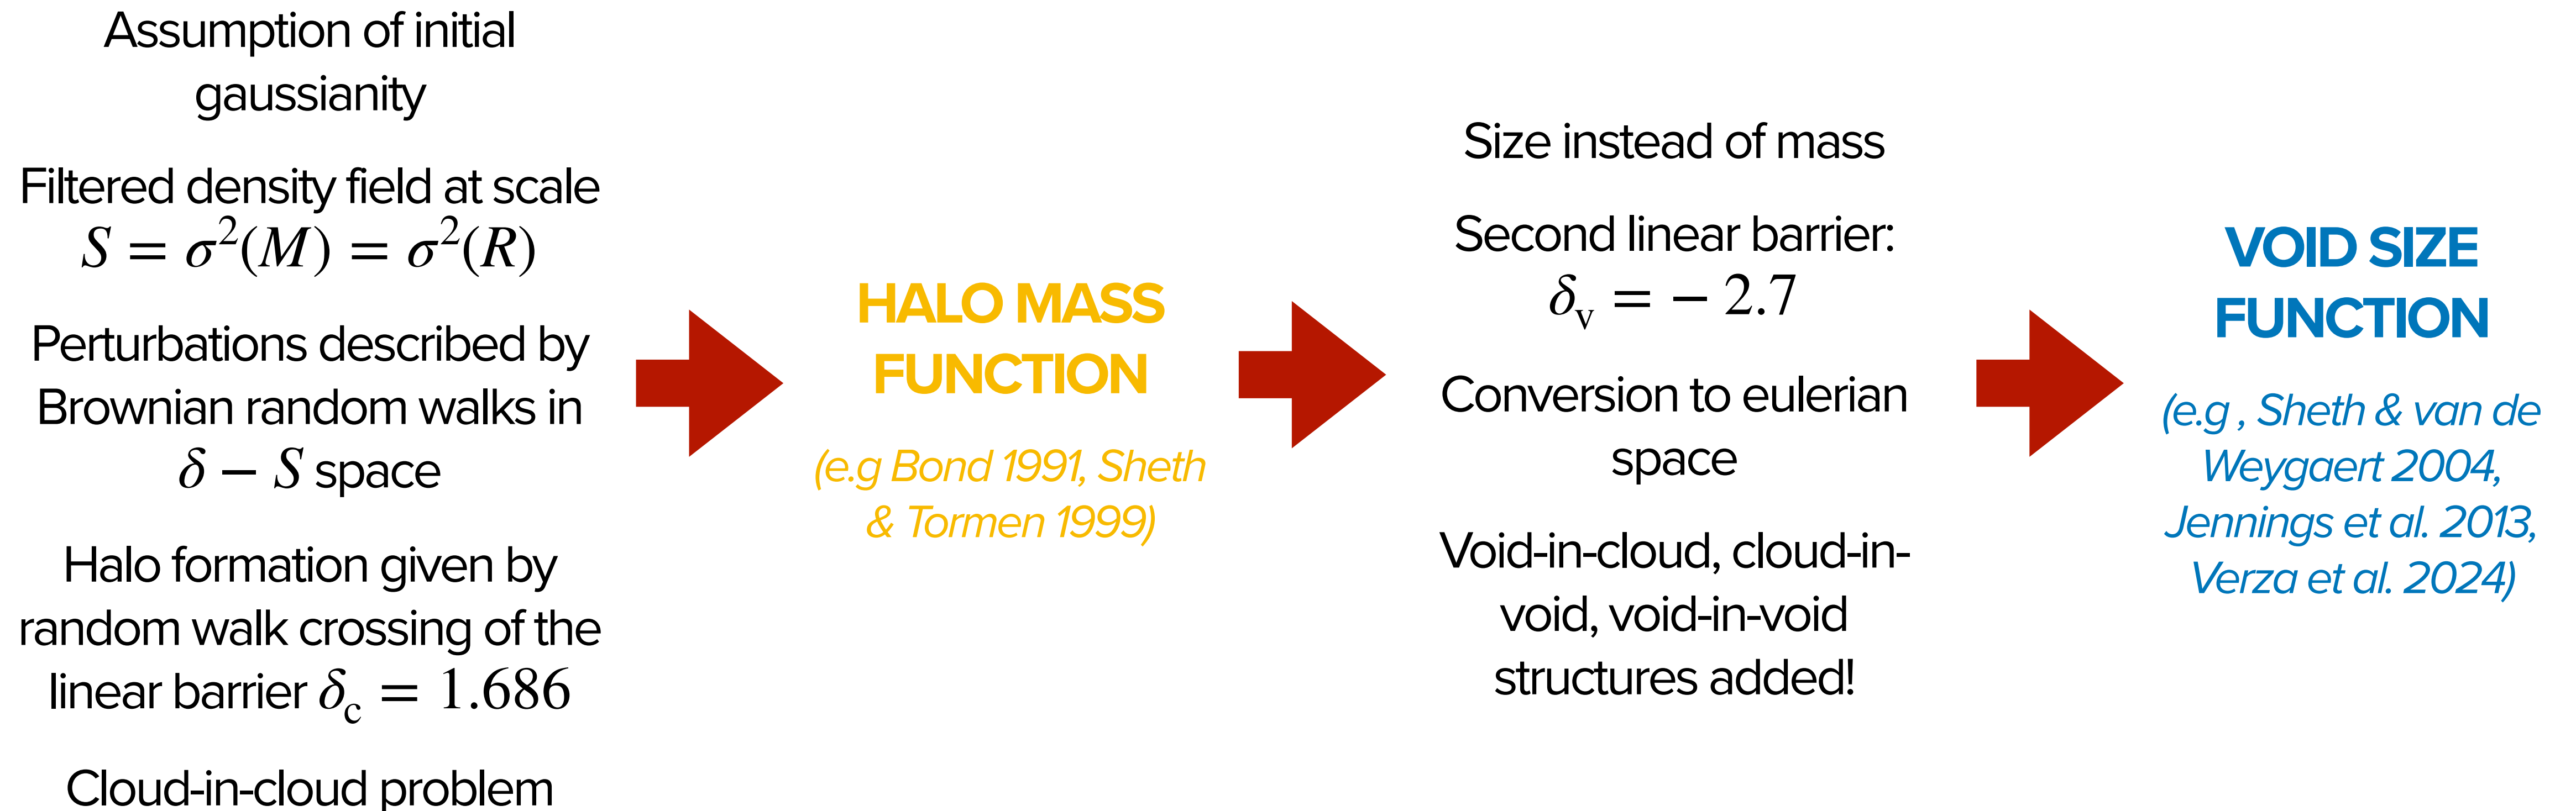 Assumption of initial
gaussianity
Filtered density field at scale
S = σ²(M) = σ²(R)
Perturbations described by
Brownian random walks in
δ − S space
Halo formation given by
random walk crossing of the
linear barrier δ_c = 1.686
Cloud-in-cloud problem
HALO MASS
FUNCTION
(e.g Bond 1991, Sheth
& Tormen 1999)
Size instead of mass
Second linear barrier:
δ_v = − 2.7
Conversion to eulerian
space
Void-in-cloud, cloud-in-
void, void-in-void
structures added!
VOID SIZE
FUNCTION
(e.g , Sheth & van de
Weygaert 2004,
Jennings et al. 2013,
Verza et al. 2024)